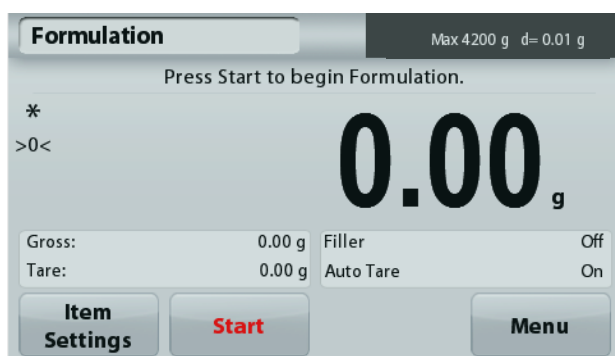 Formulation
Max 4200 g d= 0.01 g
Press Start to begin Formulation.
*
>0<
0.00 g
Gross: 0.00 g Filler Off
Tare: 0.00 g Auto Tare On
Item
Settings
Start
Menu